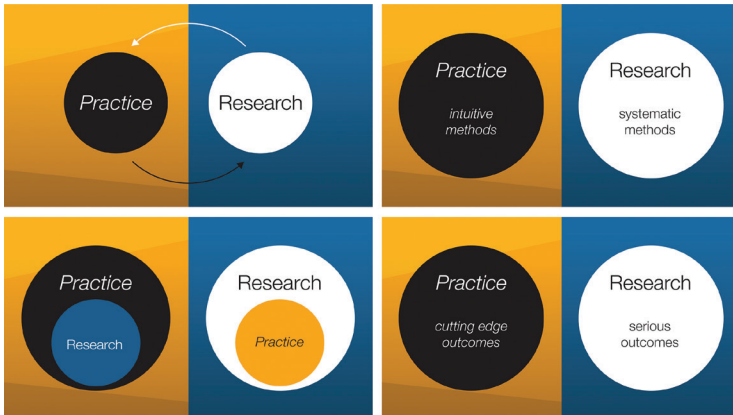 Practice
Research
Practice
intuitive
methods
Research
systematic
methods
Practice
Research
Research
Practice
Practice
cutting edge
outcomes
Research
serious
outcomes